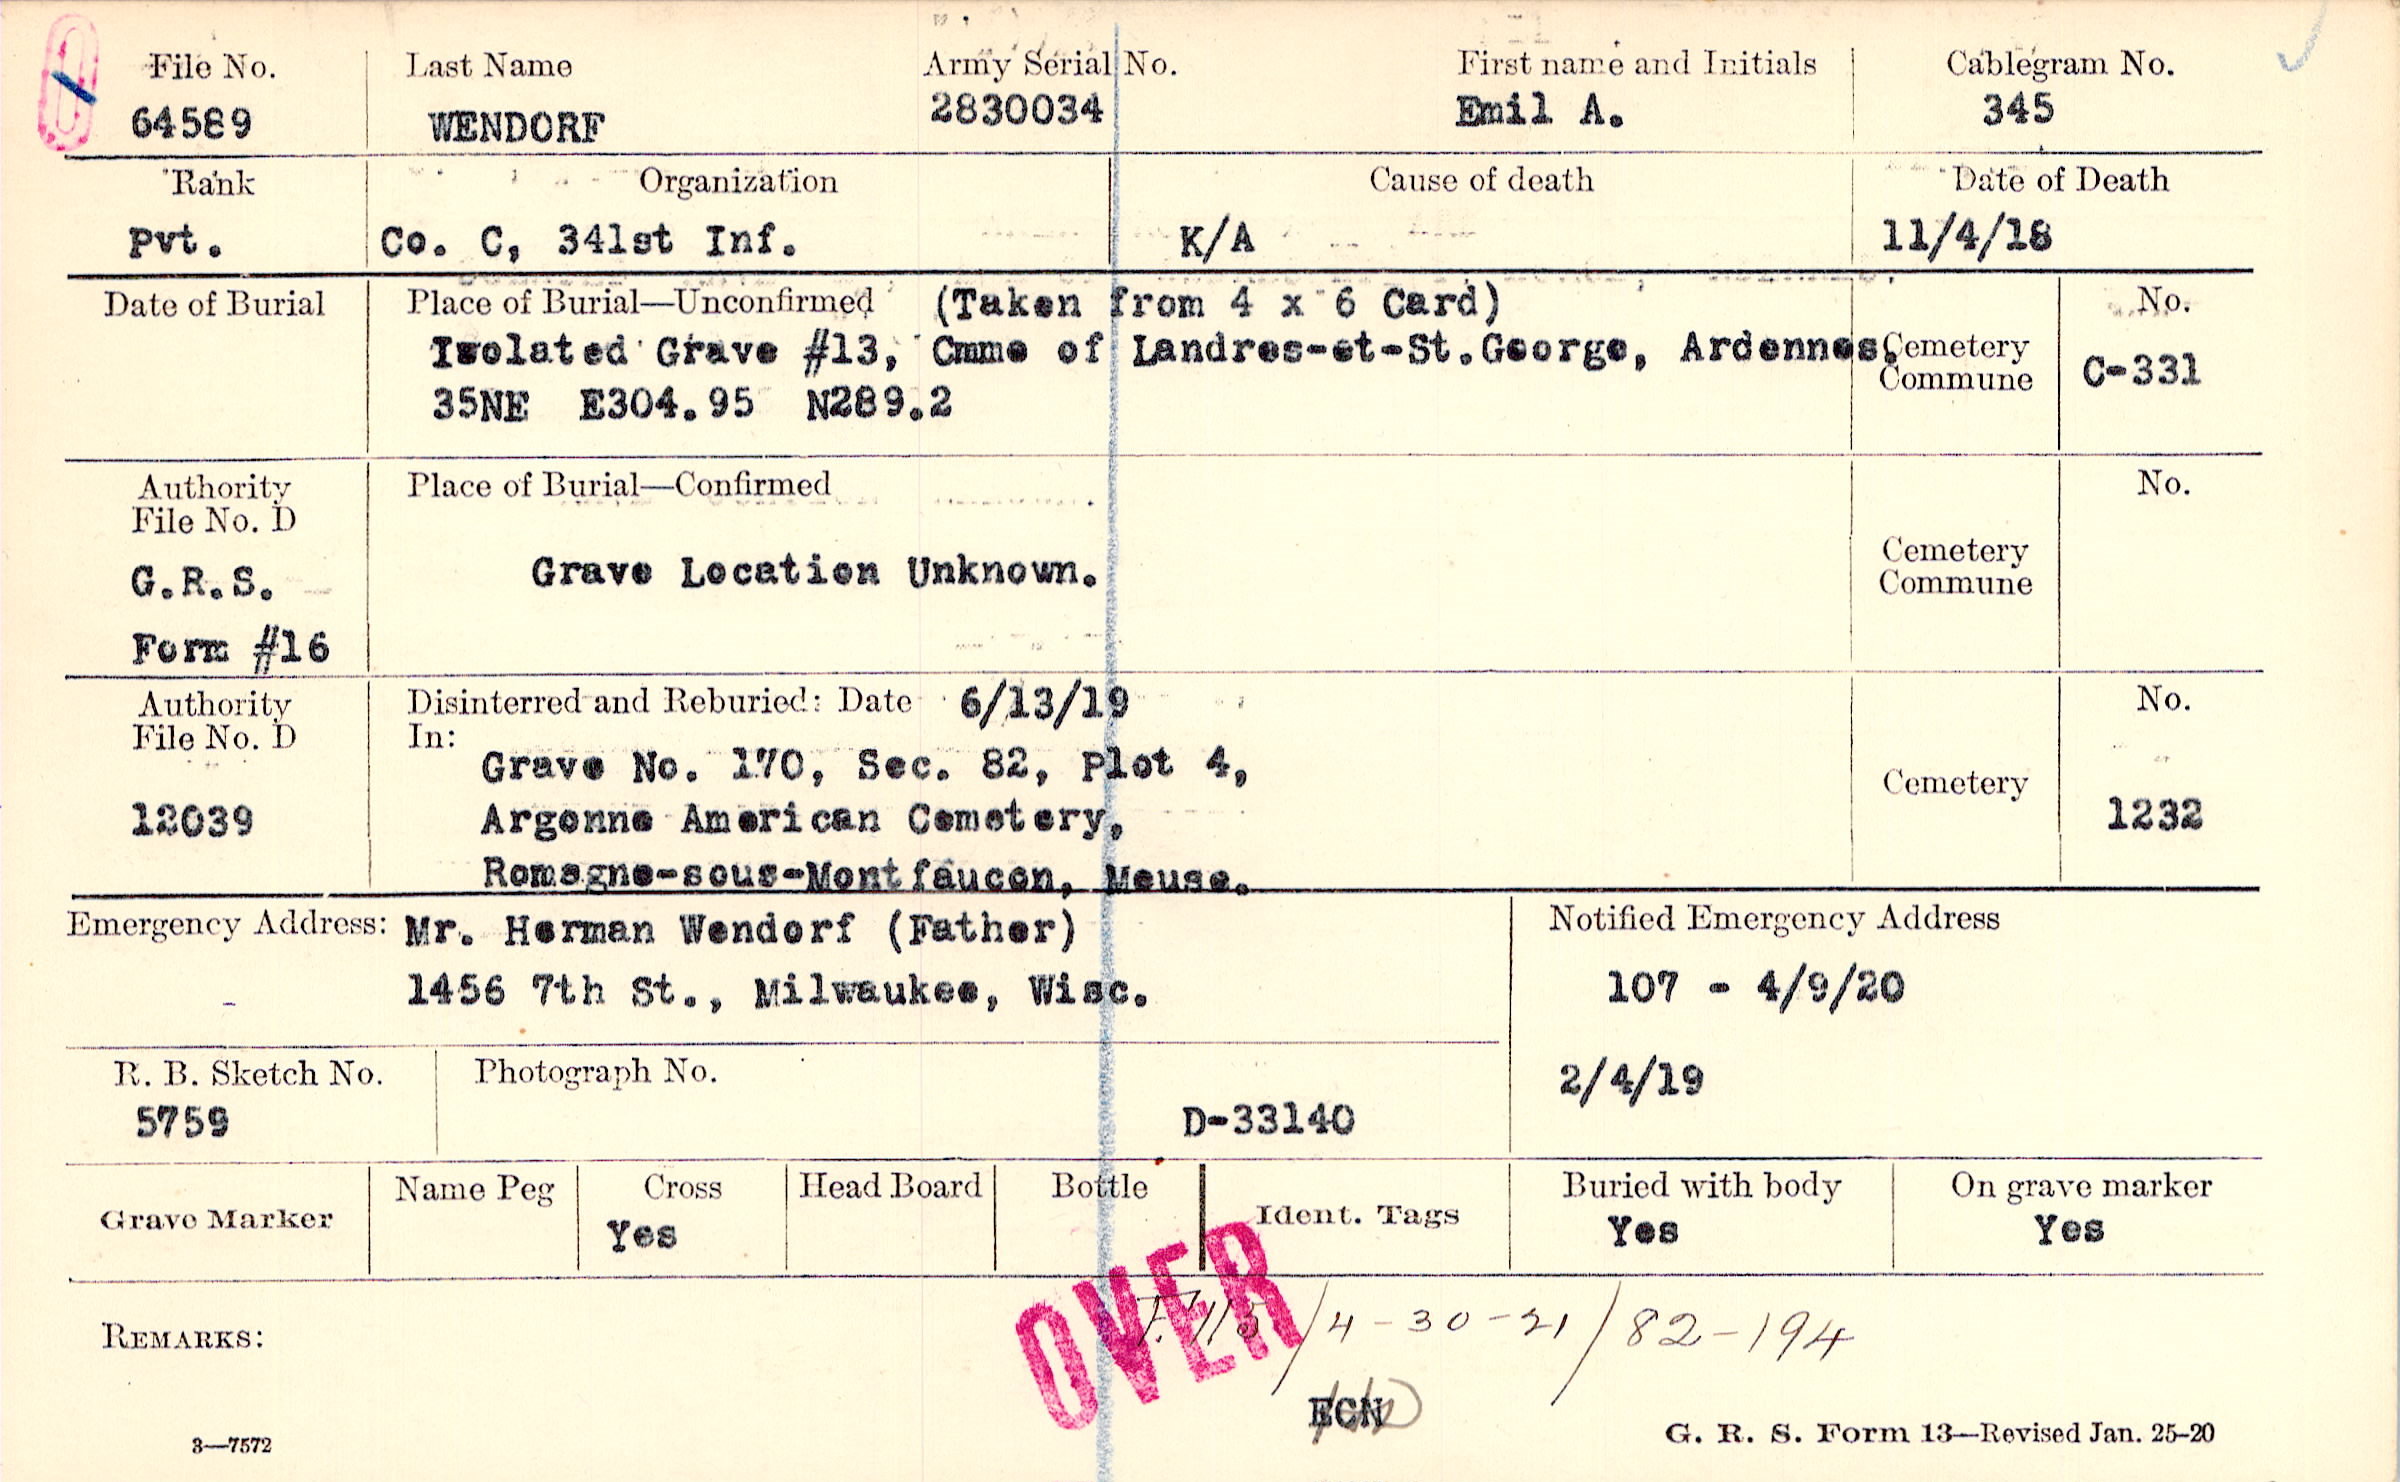 File No. Last Name Army Serial No. First name and Initials Cablegram No.
64589 WENDORF 2830034 Emil A. 345
Rank Organization Cause of death Date of Death
Pvt. Co. C, 341st Inf. K/A 11/4/18
Date of Burial Place of Burial—Unconfirmed (Taken from 4 x 6 Card) No.
Isolated Grave #13, Cmme of Landres-et-St.George, Ardennes. Cemetery
Commune C-331
35NE E304.95 N289.2
Authority Place of Burial—Confirmed No.
File No. D
Cemetery
G.R.S. Grave Location Unknown. Commune
Form #16
Authority Disinterred and Reburied: Date 6/13/19 No.
File No. D In:
Grave No. 170, Sec. 82, Plot 4,
Cemetery
12039 Argonne American Cemetery, 1232
Romagne-sous-Montfaucon, Meuse.
Emergency Address: Mr. Herman Wendorf (Father) Notified Emergency Address
1456 7th St., Milwaukee, Wisc. 107 - 4/9/20
R. B. Sketch No. Photograph No. 2/4/19
5759 D-33140
Grave Marker Name Peg Cross Head Board Bottle Ident. Tags Buried with body On grave marker
Yes Yes Yes
OVER
/4-30-21/82-194
REMARKS:
ECN
3—7572 G. R. S. Form 13—Revised Jan. 25-20